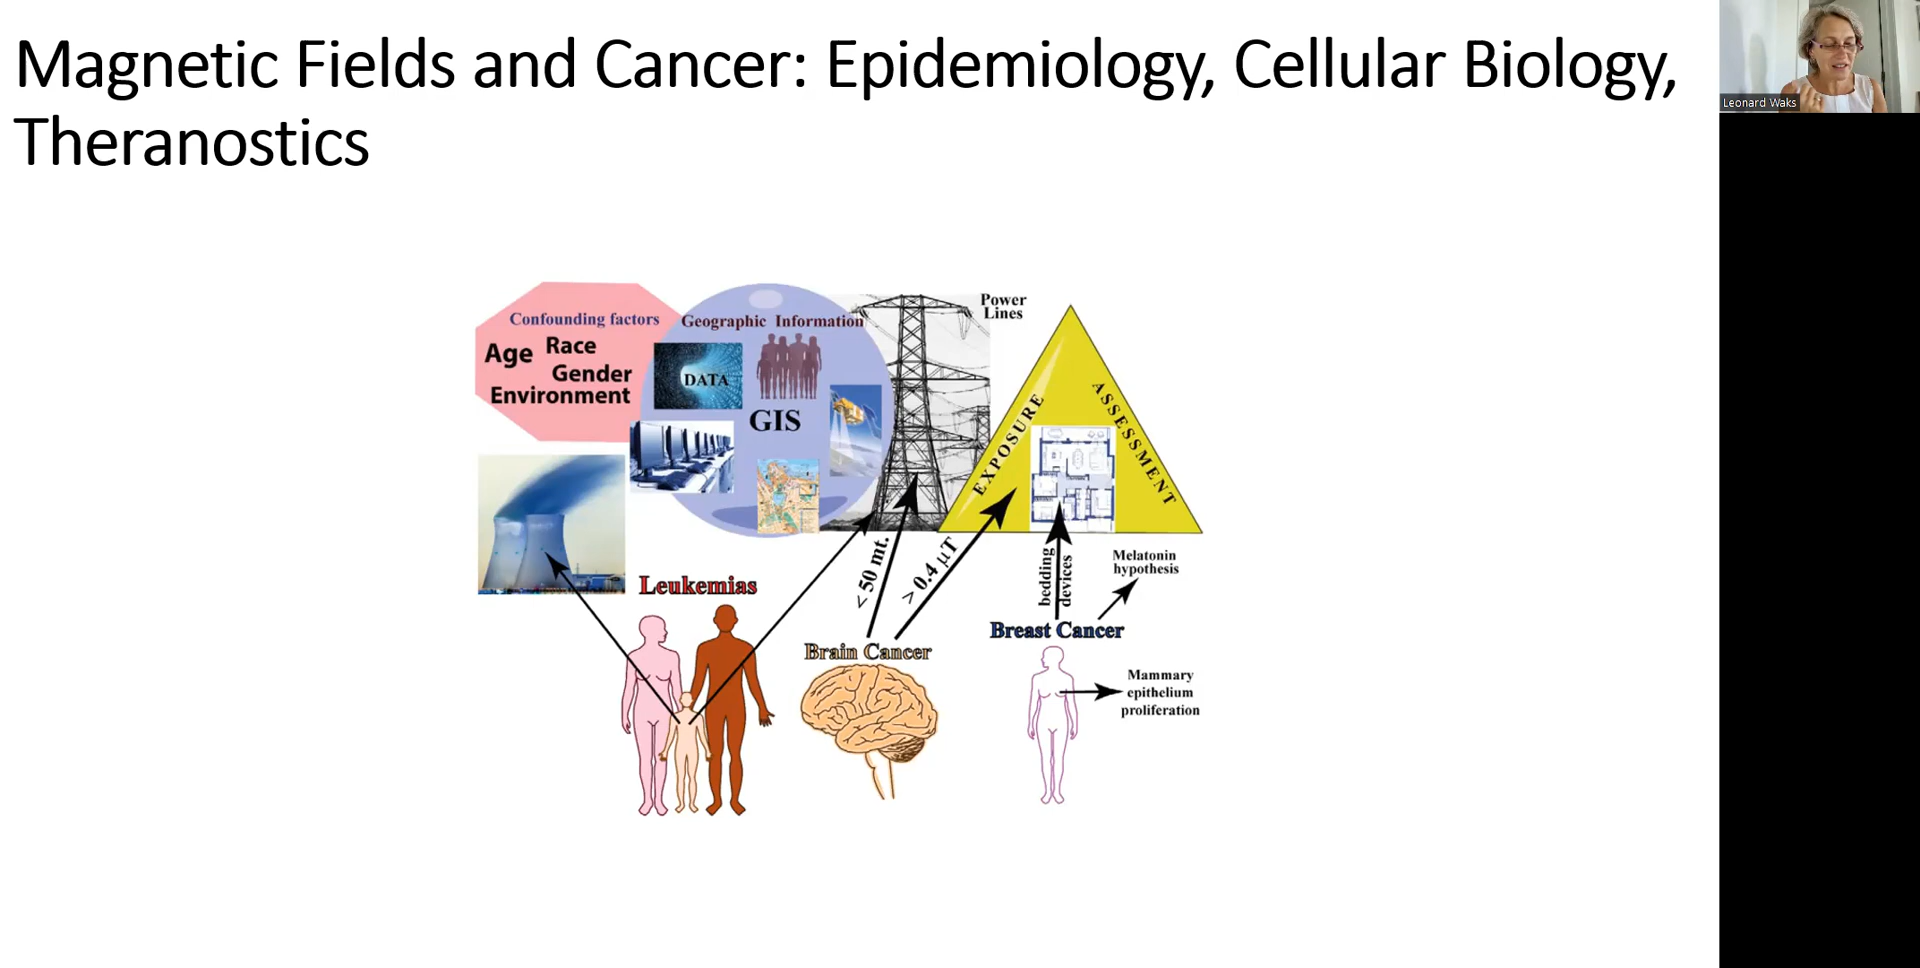 Magnetic Fields and Cancer: Epidemiology, Cellular Biology,
Theranostics
Leonard Waks
Confounding factors
Age
Race
Gender
Environment
Geographic Information
DATA
GIS
Power
Lines
EXPOSURE
ASSESSMENT
Leukemias
< 50 mt.
> 0.4 µT
bedding
devices
Melatonin
hypothesis
Brain Cancer
Breast Cancer
Mammary
epithelium
proliferation